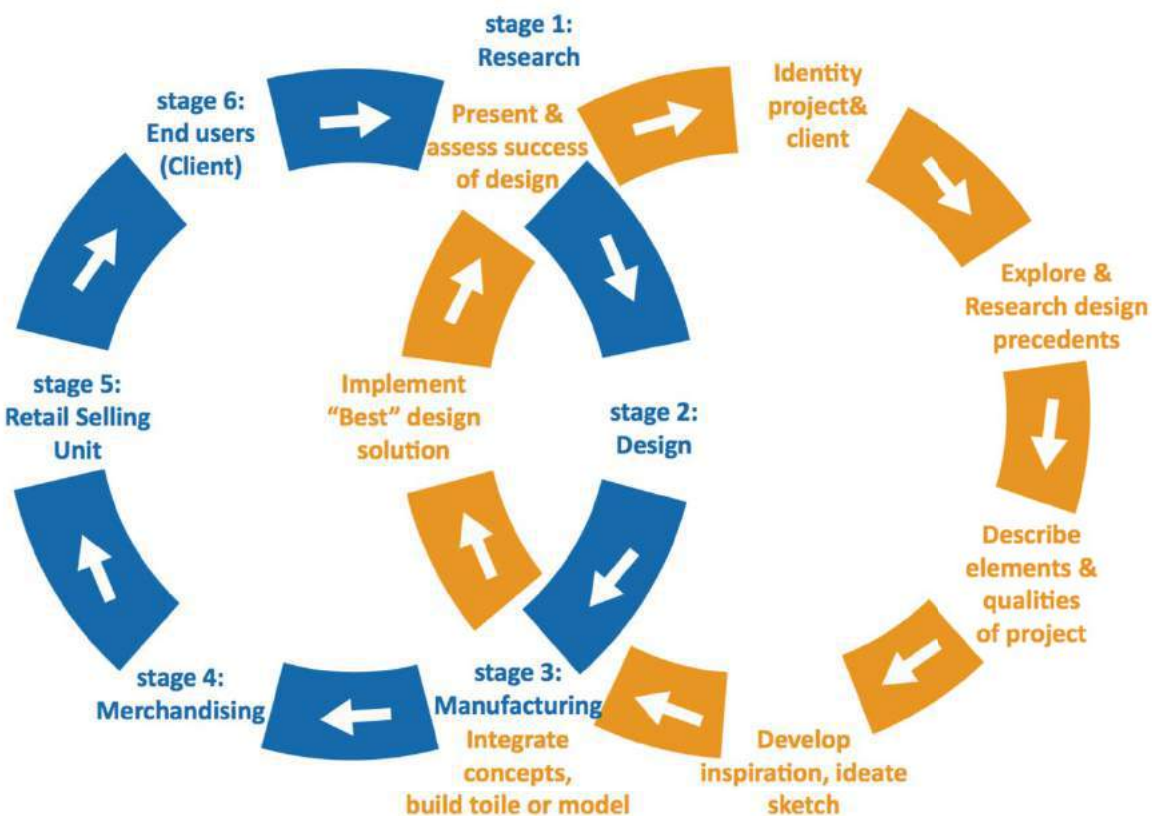 stage 1:
Research
Identity
project&
client
stage 6:
End users
(Client)
Present &
assess success
of design
Explore &
Research design
precedents
stage 5:
Retail Selling
Unit
Implement
“Best” design
solution
stage 2:
Design
Describe
elements &
qualities
of project
stage 4:
Merchandising
stage 3:
Manufacturing
Integrate
concepts,
build toile or model
Develop
inspiration, ideate
sketch